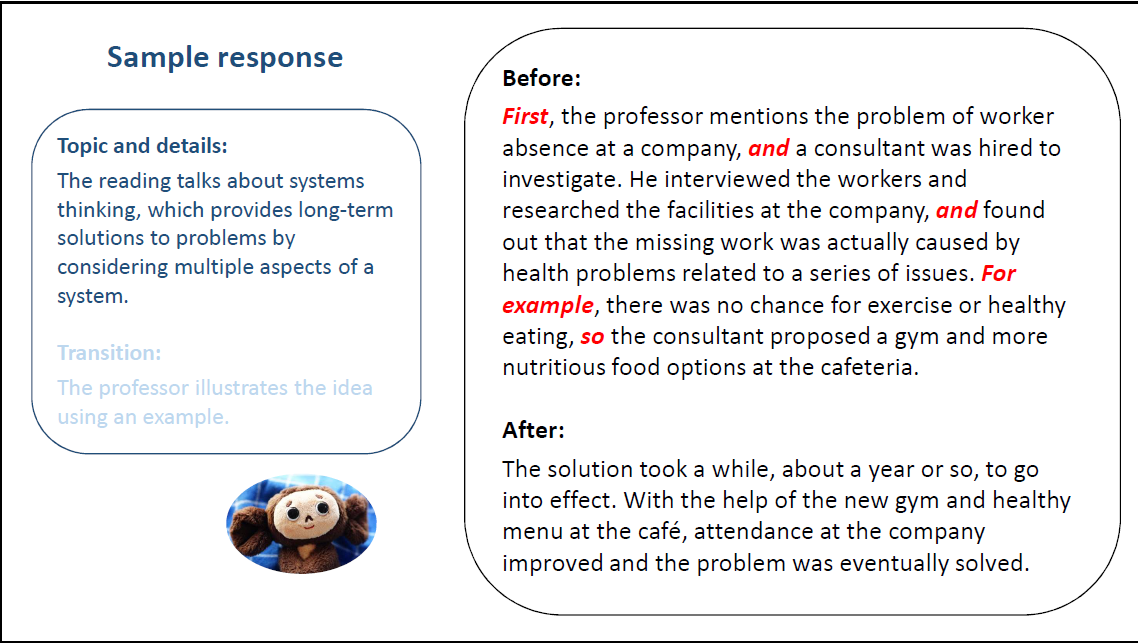 Sample response
Topic and details:
The reading talks about systems
thinking, which provides long-term
solutions to problems by
considering multiple aspects of a
system.
Transition:
The professor illustrates the idea
using an example.
Before:
First, the professor mentions the problem of worker
absence at a company, and a consultant was hired to
investigate. He interviewed the workers and
researched the facilities at the company, and found
out that the missing work was actually caused by
health problems related to a series of issues. For
example, there was no chance for exercise or healthy
eating, so the consultant proposed a gym and more
nutritious food options at the cafeteria.
After:
The solution took a while, about a year or so, to go
into effect. With the help of the new gym and healthy
menu at the café, attendance at the company
improved and the problem was eventually solved.